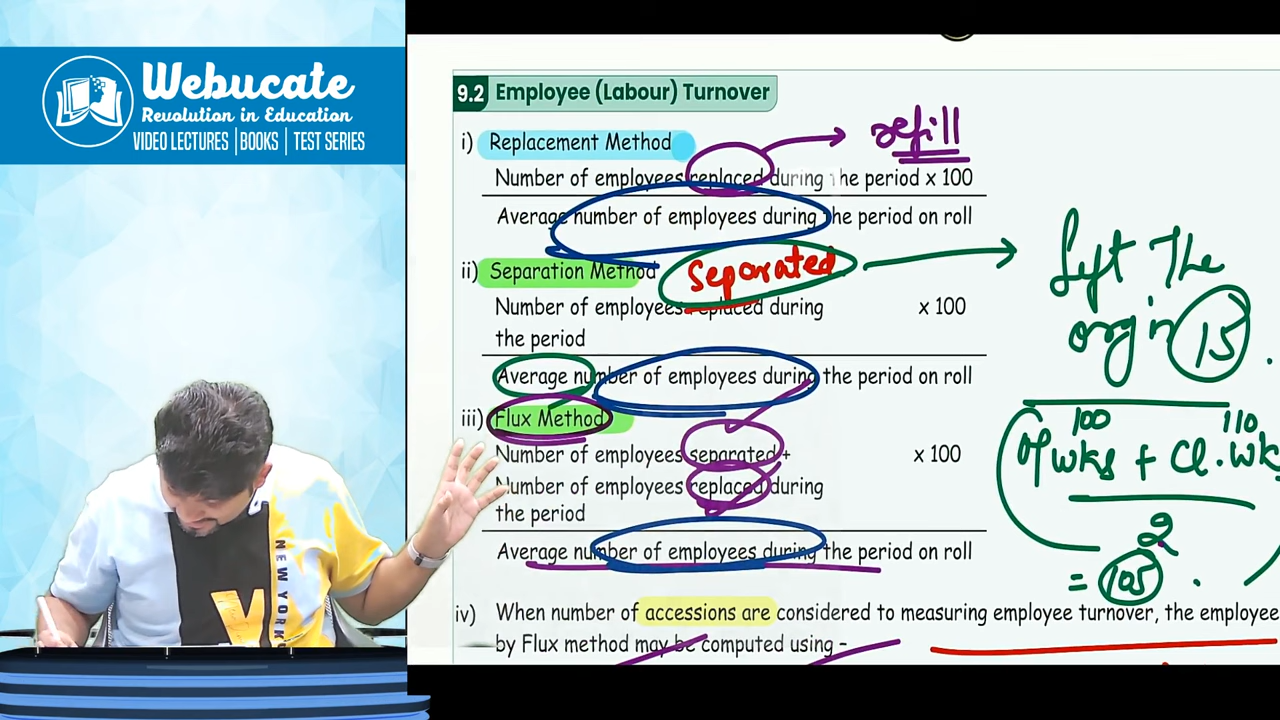 Webucate
Revolution in Education
VIDEO LECTURES | BOOKS | TEST SERIES
9.2 Employee (Labour) Turnover
i) Replacement Method
refill
Number of employees replaced during the period x 100
Average number of employees during the period on roll
ii) Separation Method
Separated
Left The
orgn 15
Number of employees replaced during x 100
the period
Average number of employees during the period on roll
iii) Flux Method
100 110
Op wks + Cl. wk
2
= 105
Number of employees separated + x 100
Number of employees replaced during
the period
Average number of employees during the period on roll
iv) When number of accessions are considered to measuring employee turnover, the employee
by Flux method may be computed using -
NEW YORK